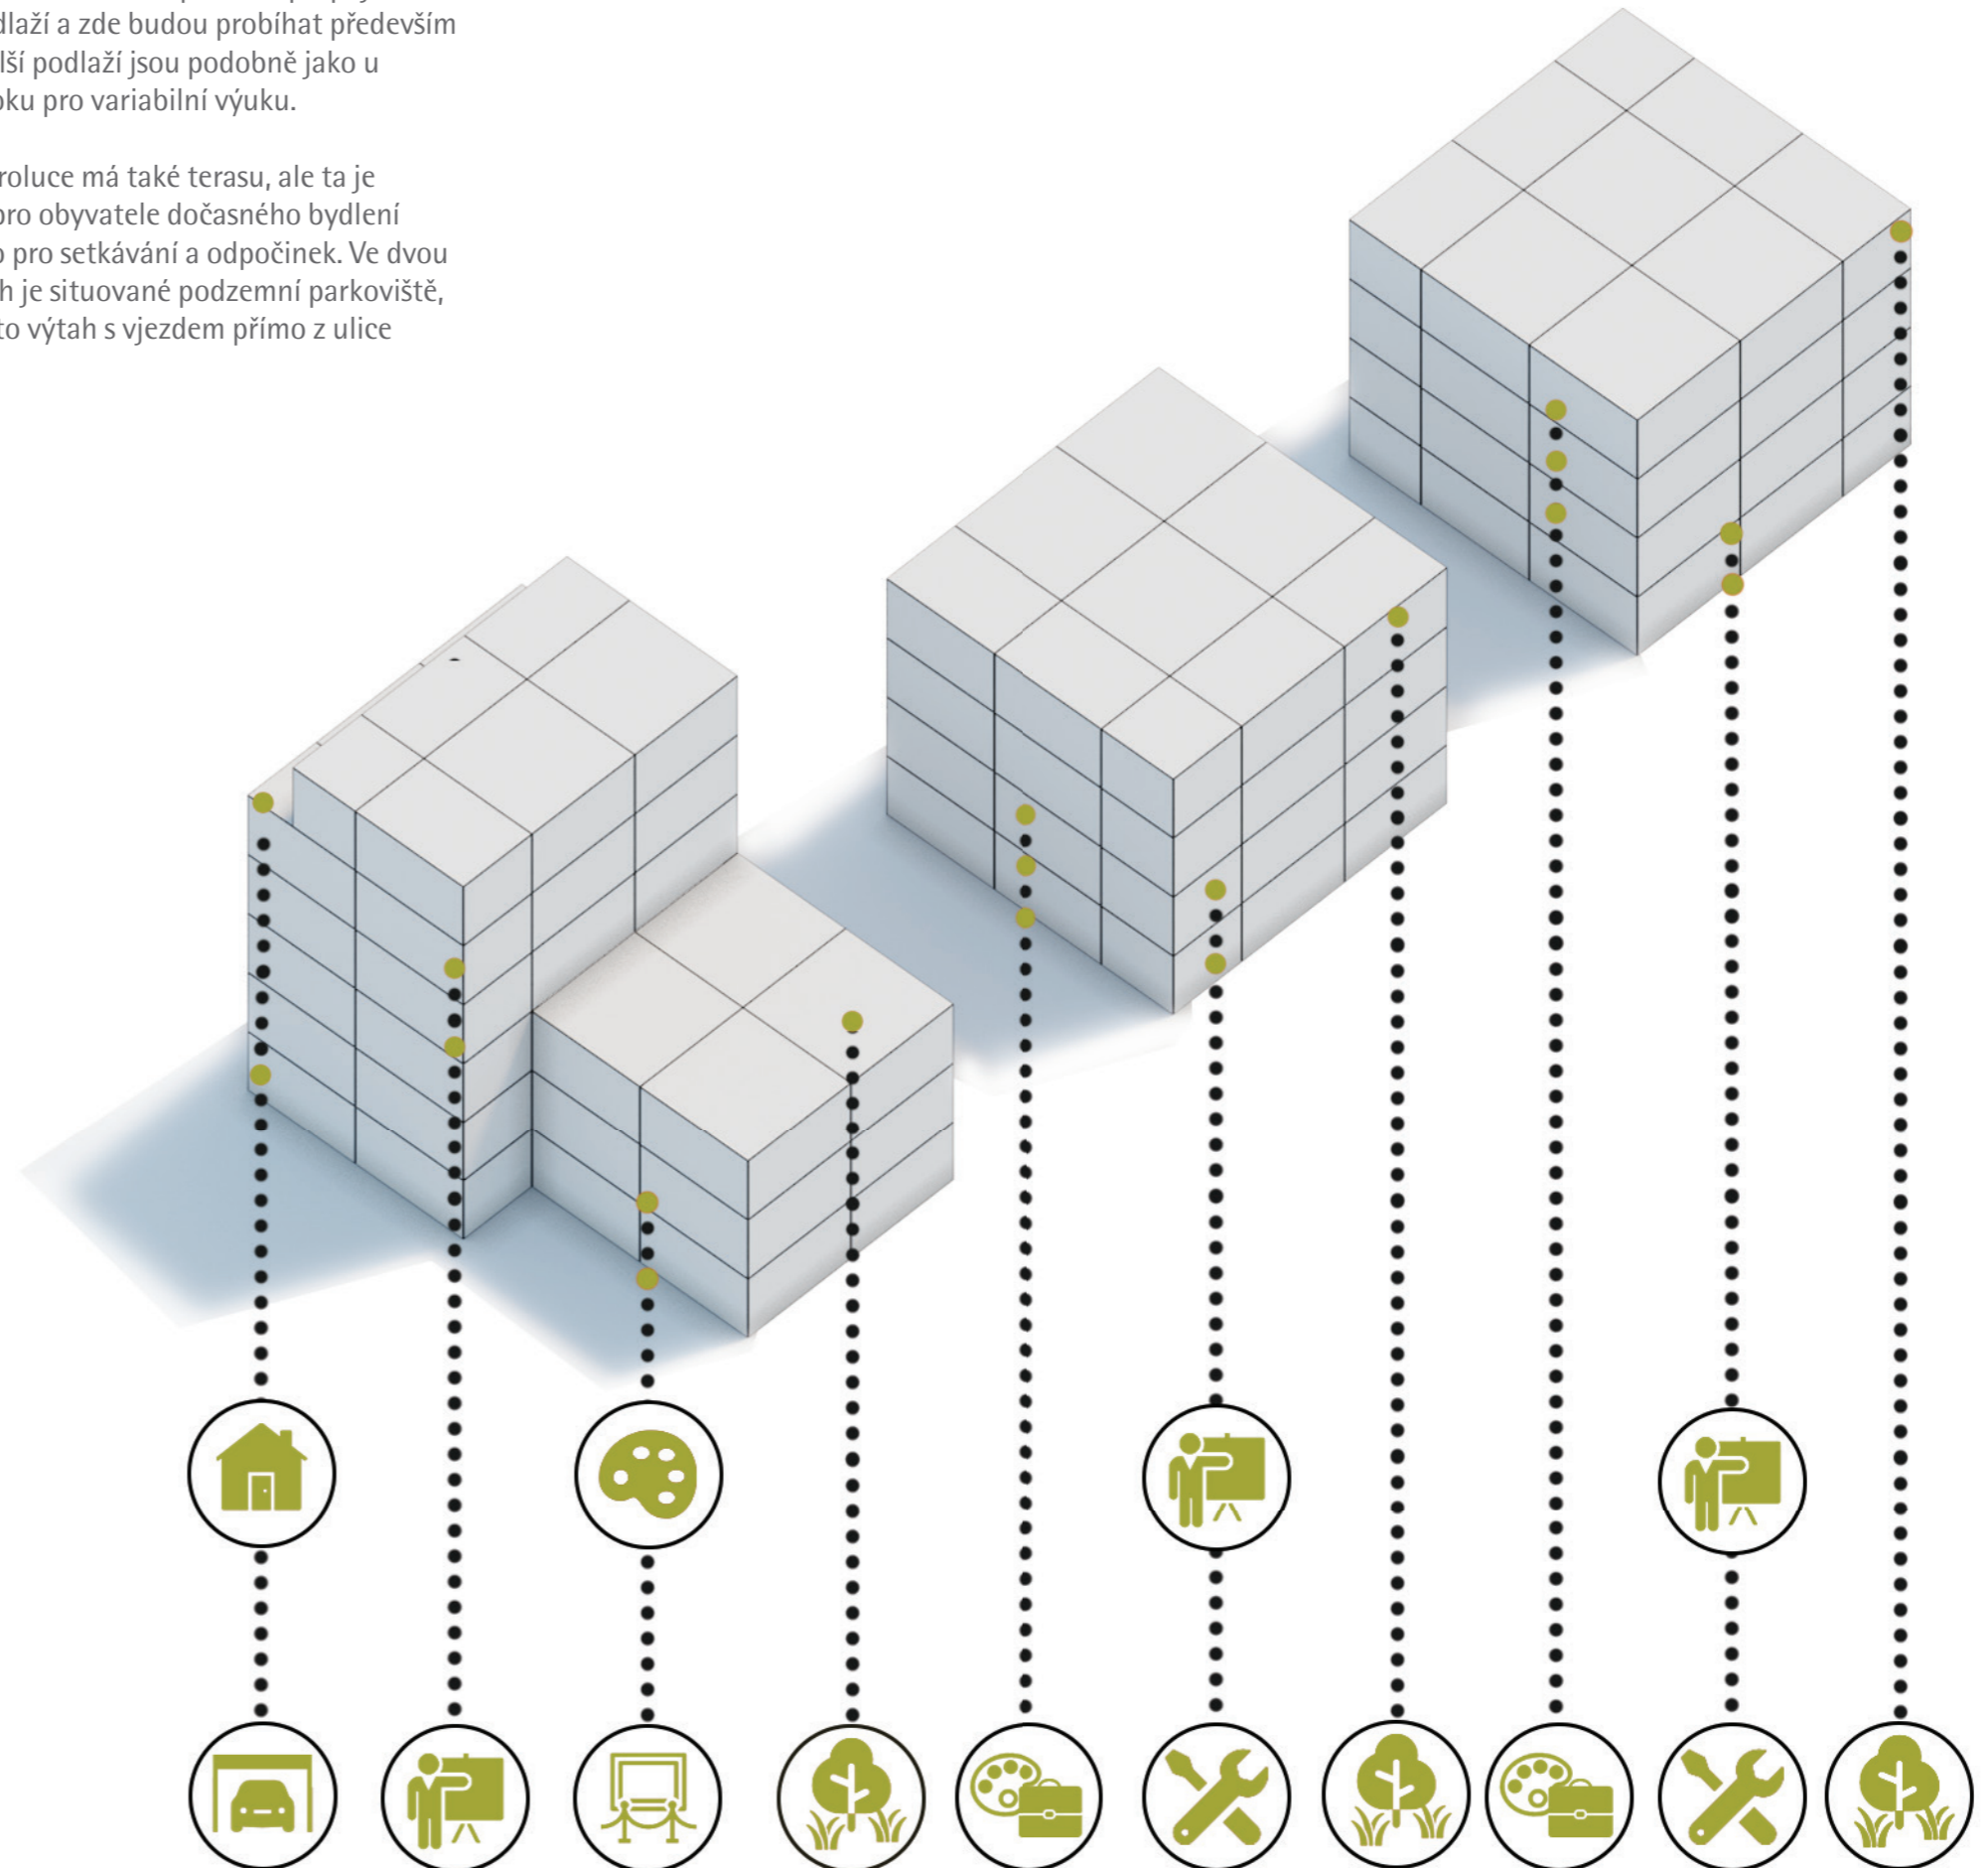 dlaží a zde budou probíhat především
lší podlaží jsou podobně jako u
oku pro variabilní výuku.
roluce má také terasu, ale ta je
pro obyvatele dočasného bydlení
o pro setkávání a odpočinek. Ve dvou
h je situované podzemní parkoviště,
to výtah s vjezdem přímo z ulice